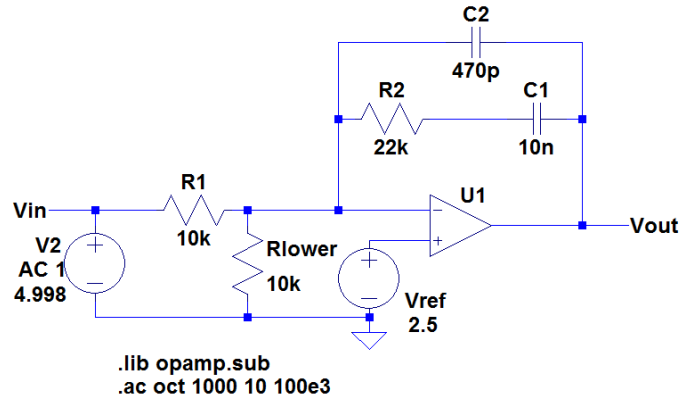 C2
470p
R2
C1
22k
10n
R1
U1
Vin
10k
Vout
V2
AC 1
4.998
Rlower
10k
Vref
2.5
.lib opamp.sub
.ac oct 1000 10 100e3